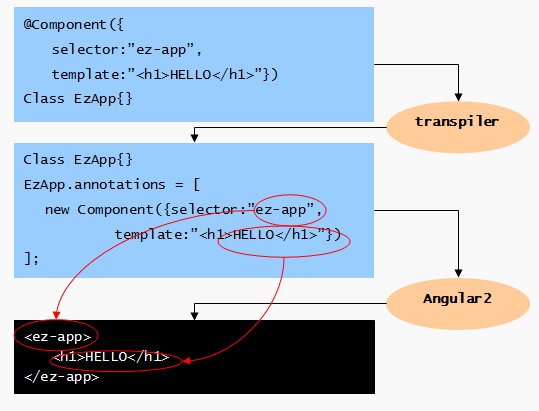 @Component({
selector:”ez-app”,
template:”<h1>HELLO</h1>”})
Class EzApp{}
transpiler
Class EzApp{}
EzApp.annotations = [
new Component({selector:”ez-app”,
template:”<h1>HELLO</h1>”})
];
Angular2
<ez-app>
<h1>HELLO</h1>
</ez-app>